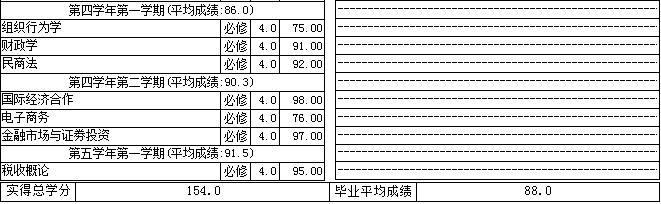 第四学年第一学期(平均成绩:86.0)
组织行为学 必修 4.0 75.00
财政学 必修 4.0 91.00
民商法 必修 4.0 92.00
第四学年第二学期(平均成绩:90.3)
国际经济合作 必修 4.0 98.00
电子商务 必修 4.0 76.00
金融市场与证券投资 必修 4.0 97.00
第五学年第一学期(平均成绩:91.5)
税收概论 必修 4.0 95.00
实得总学分 154.0 毕业平均成绩 88.0